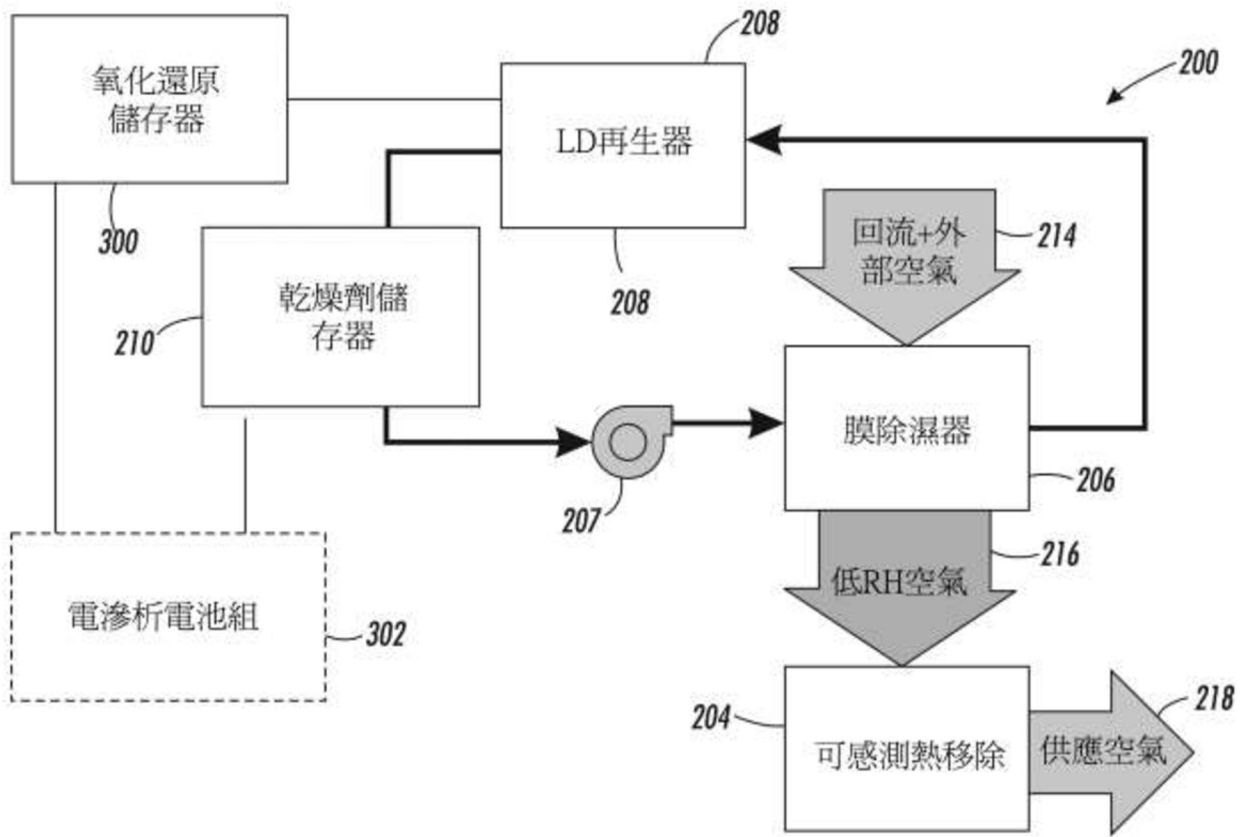 208
200
氧化還原
儲存器
LD再生器
300
回流+外
部空氣
214
208
乾燥劑儲
存器
210
膜除濕器
206
207
216
低RH空氣
電滲析電池組
302
204
218
可感測熱移除
供應空氣